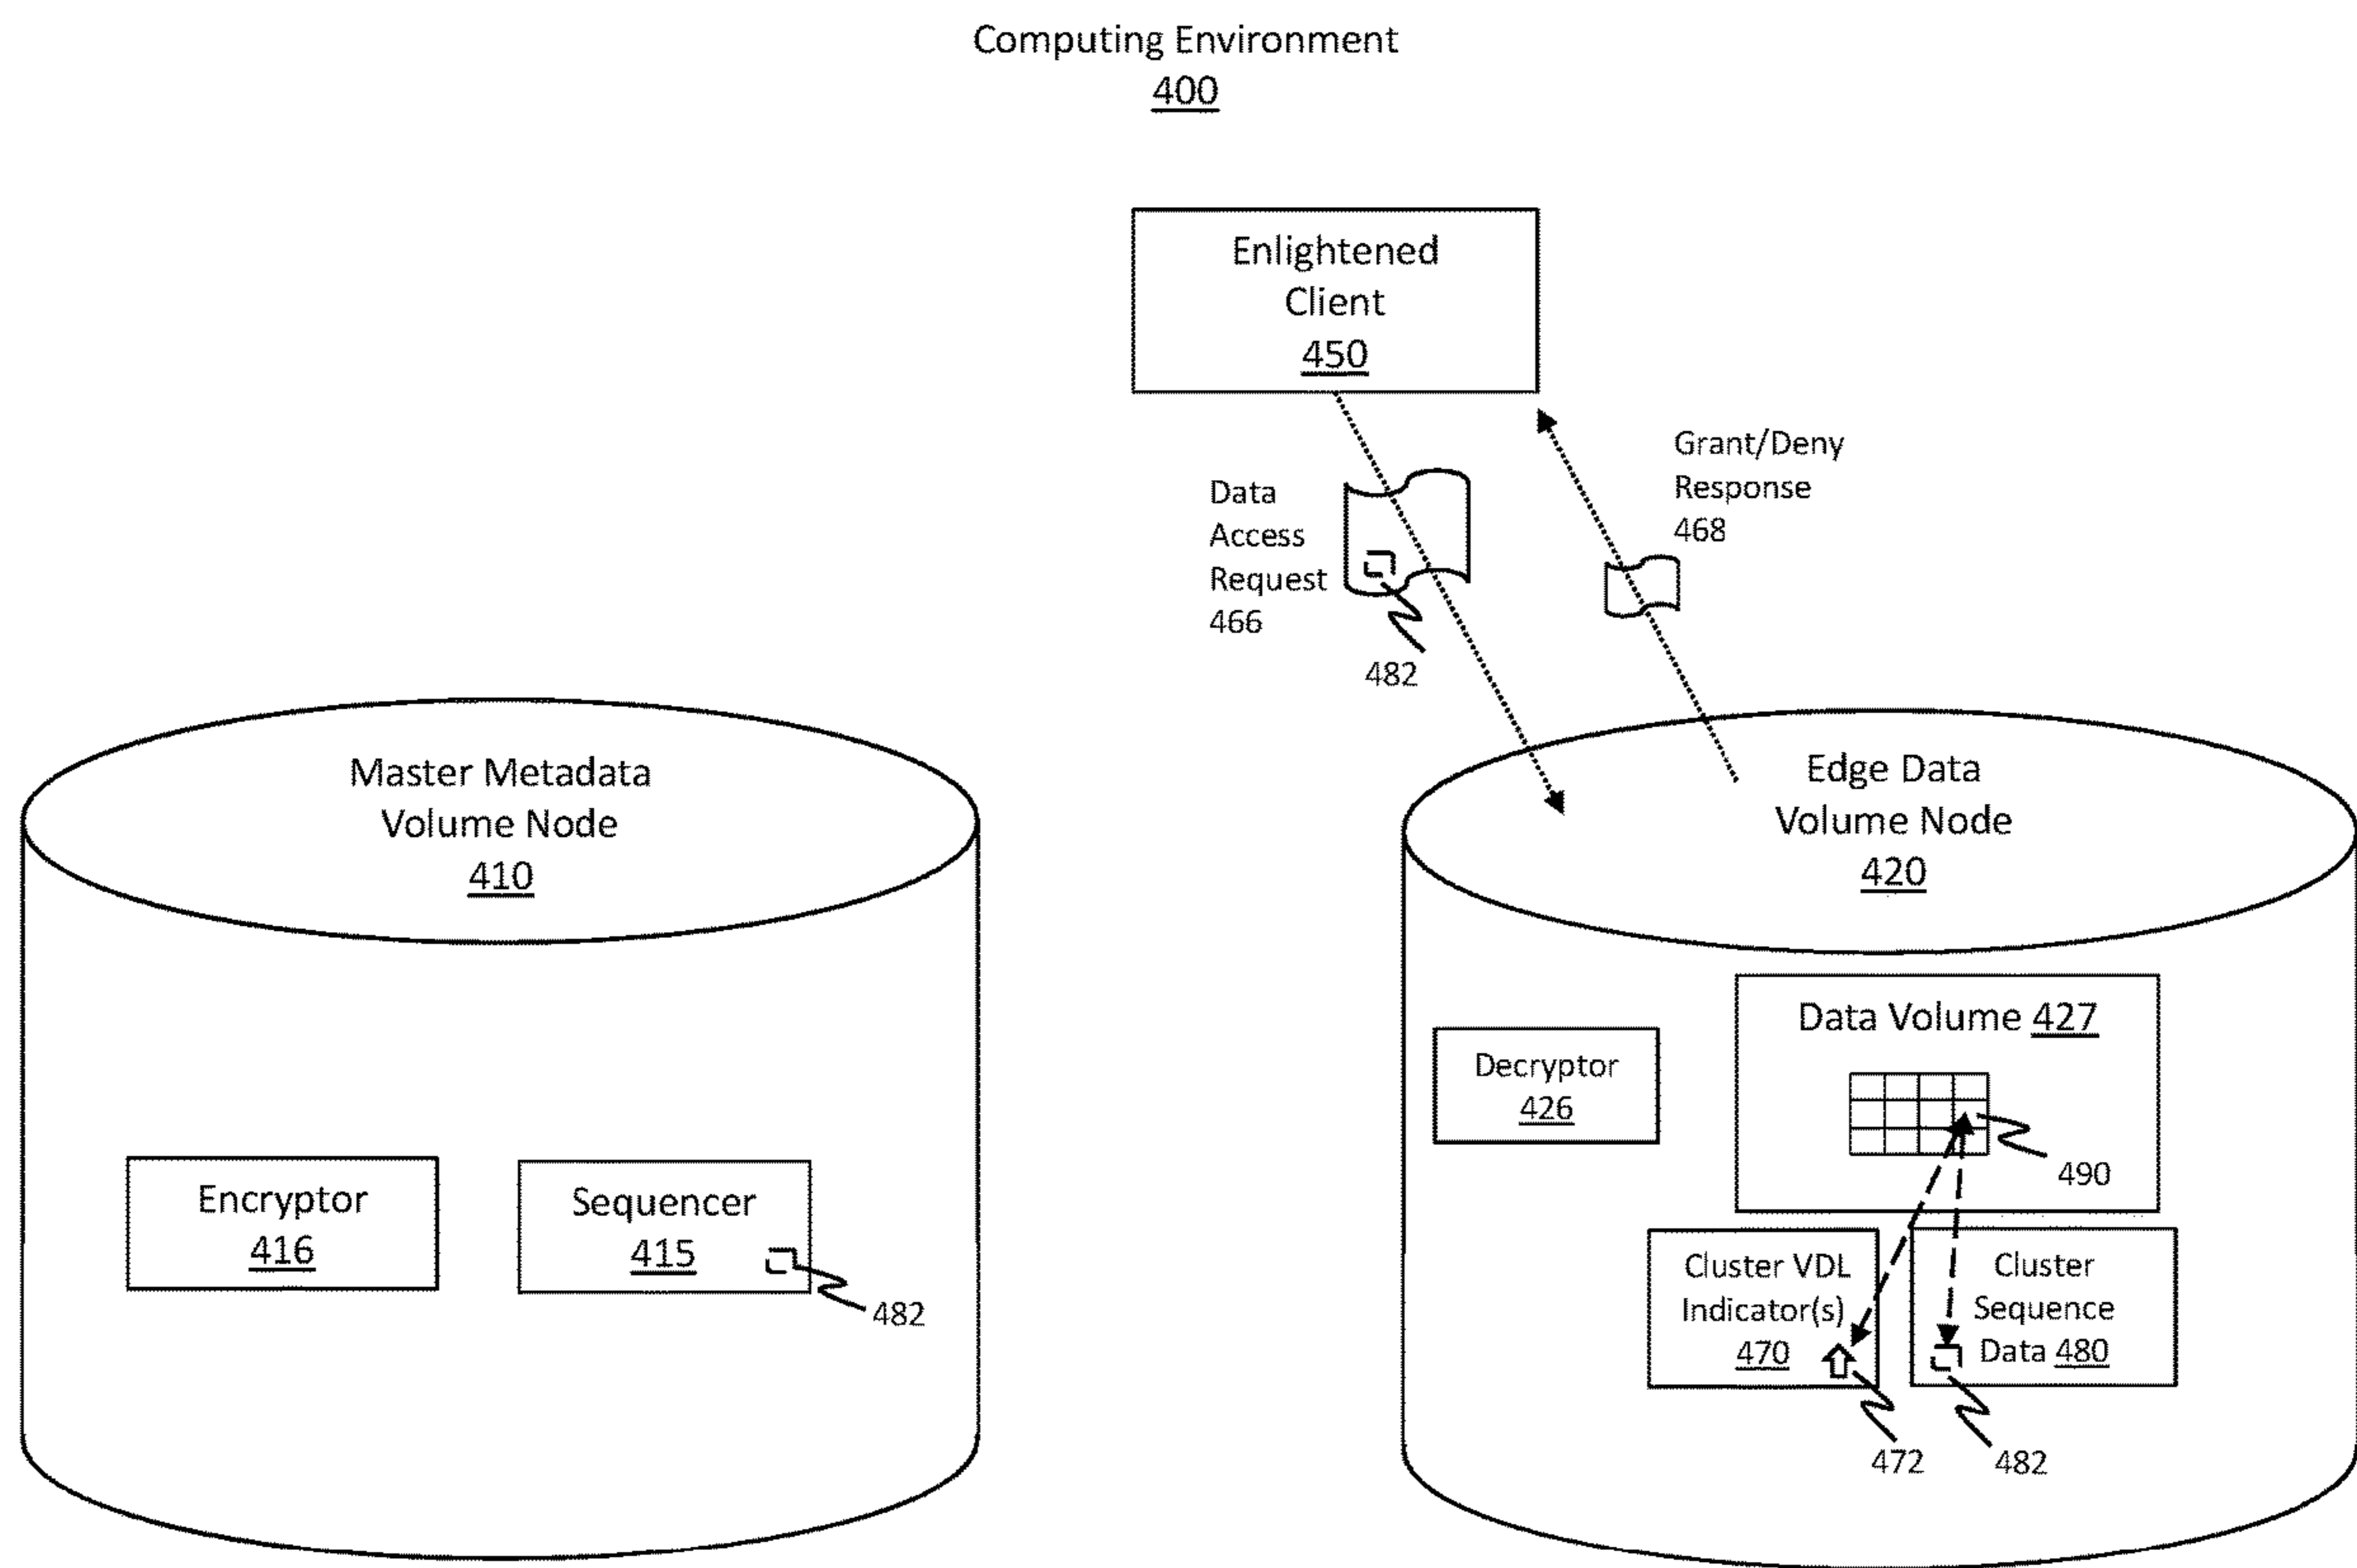 Computing Environment
400
Enlightened
Client
450
Data
Access
Request
466
482
Grant/Deny
Response
468
Master Metadata
Volume Node
410
Encryptor
416
Sequencer
415
482
Edge Data
Volume Node
420
Decryptor
426
Data Volume 427
490
Cluster VDL
Indicator(s)
470
472
Cluster
Sequence
Data 480
482